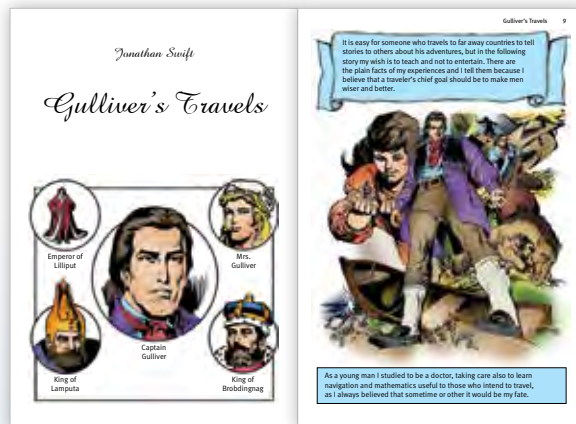 Jonathan Swift
Gulliver's Travels
Emperor of
Lilliput
Mrs.
Gulliver
Captain
Gulliver
King of
Lamputa
King of
Brobdingnag
Gulliver's Travels 9
It is easy for someone who travels to far away countries to tell
stories to others about his adventures, but in the following
story my wish is to teach and not to entertain. There are
the plain facts of my experiences and I tell them because I
believe that a traveler's chief goal should be to make men
wiser and better.
As a young man I studied to be a doctor, taking care also to learn
navigation and mathematics useful to those who intend to travel,
as I always believed that sometime or other it would be my fate.